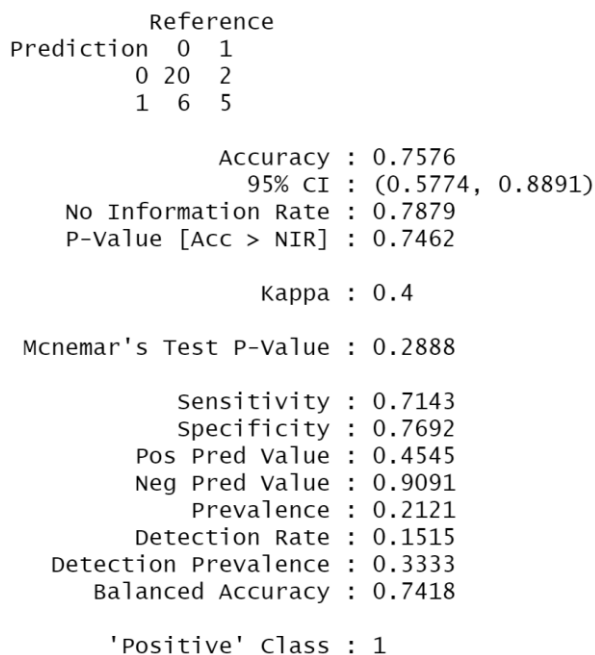 Reference
Prediction 0 1
0 20 2
1 6 5
Accuracy : 0.7576
95% CI : (0.5774, 0.8891)
No Information Rate : 0.7879
P-Value [Acc > NIR] : 0.7462
Kappa : 0.4
Mcnemar's Test P-Value : 0.2888
Sensitivity : 0.7143
Specificity : 0.7692
Pos Pred Value : 0.4545
Neg Pred Value : 0.9091
Prevalence : 0.2121
Detection Rate : 0.1515
Detection Prevalence : 0.3333
Balanced Accuracy : 0.7418
'Positive' Class : 1